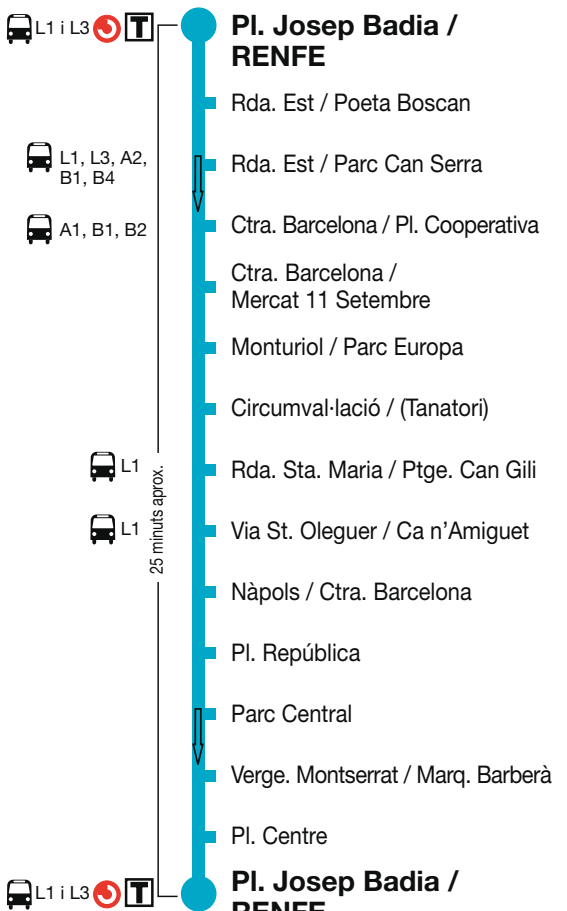 L1 i L3 T
Pl. Josep Badia /
RENFE
Rda. Est / Poeta Boscan
L1, L3, A2,
B1, B4
Rda. Est / Parc Can Serra
A1, B1, B2
Ctra. Barcelona / Pl. Cooperativa
Ctra. Barcelona /
Mercat 11 Setembre
Monturiol / Parc Europa
Circumval·lació / (Tanatori)
L1
Rda. Sta. Maria / Ptge. Can Gili
25 minuts aprox.
L1
Via St. Oleguer / Ca n’Amiguet
Nàpols / Ctra. Barcelona
Pl. República
Parc Central
Verge. Montserrat / Marq. Barberà
Pl. Centre
L1 i L3 T
Pl. Josep Badia /
RENFE